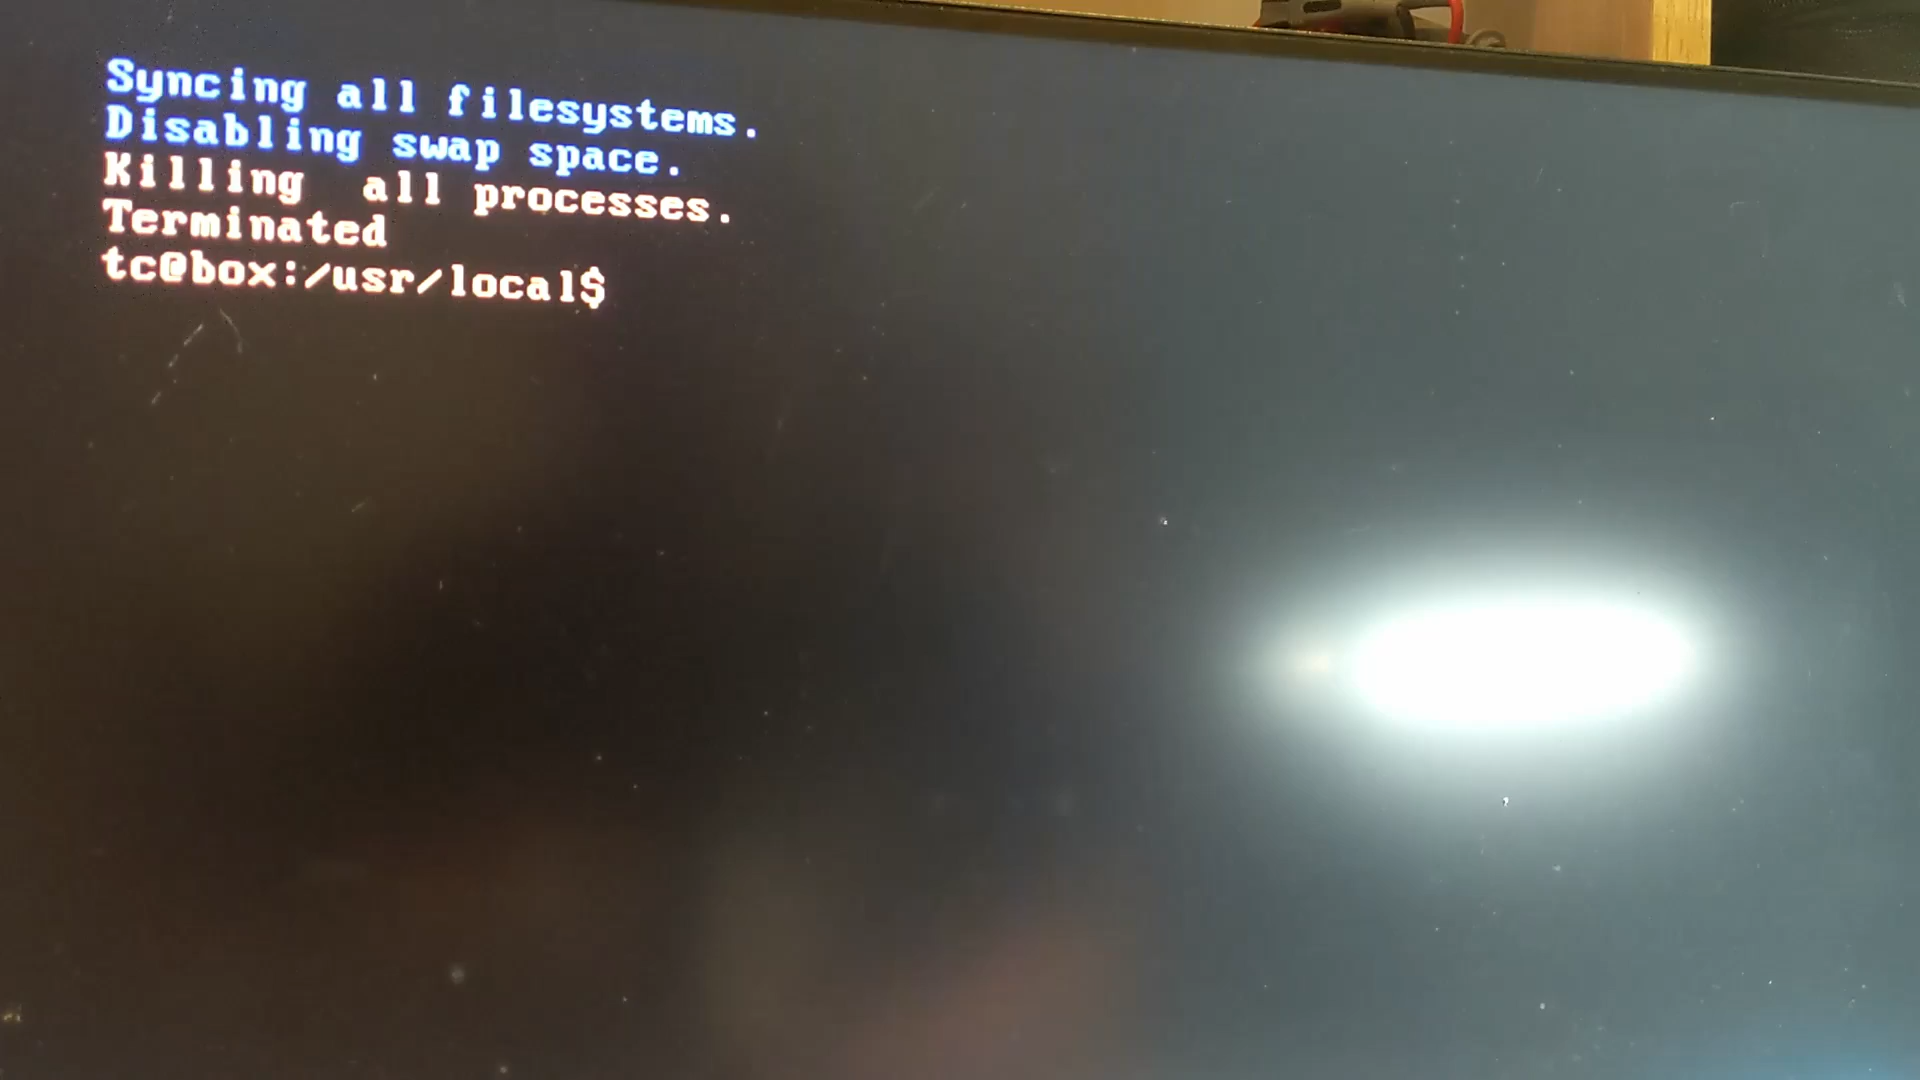 Syncing all filesystems.
Disabling swap space.
Killing  all processes.
Terminated
tc@box:/usr/local$